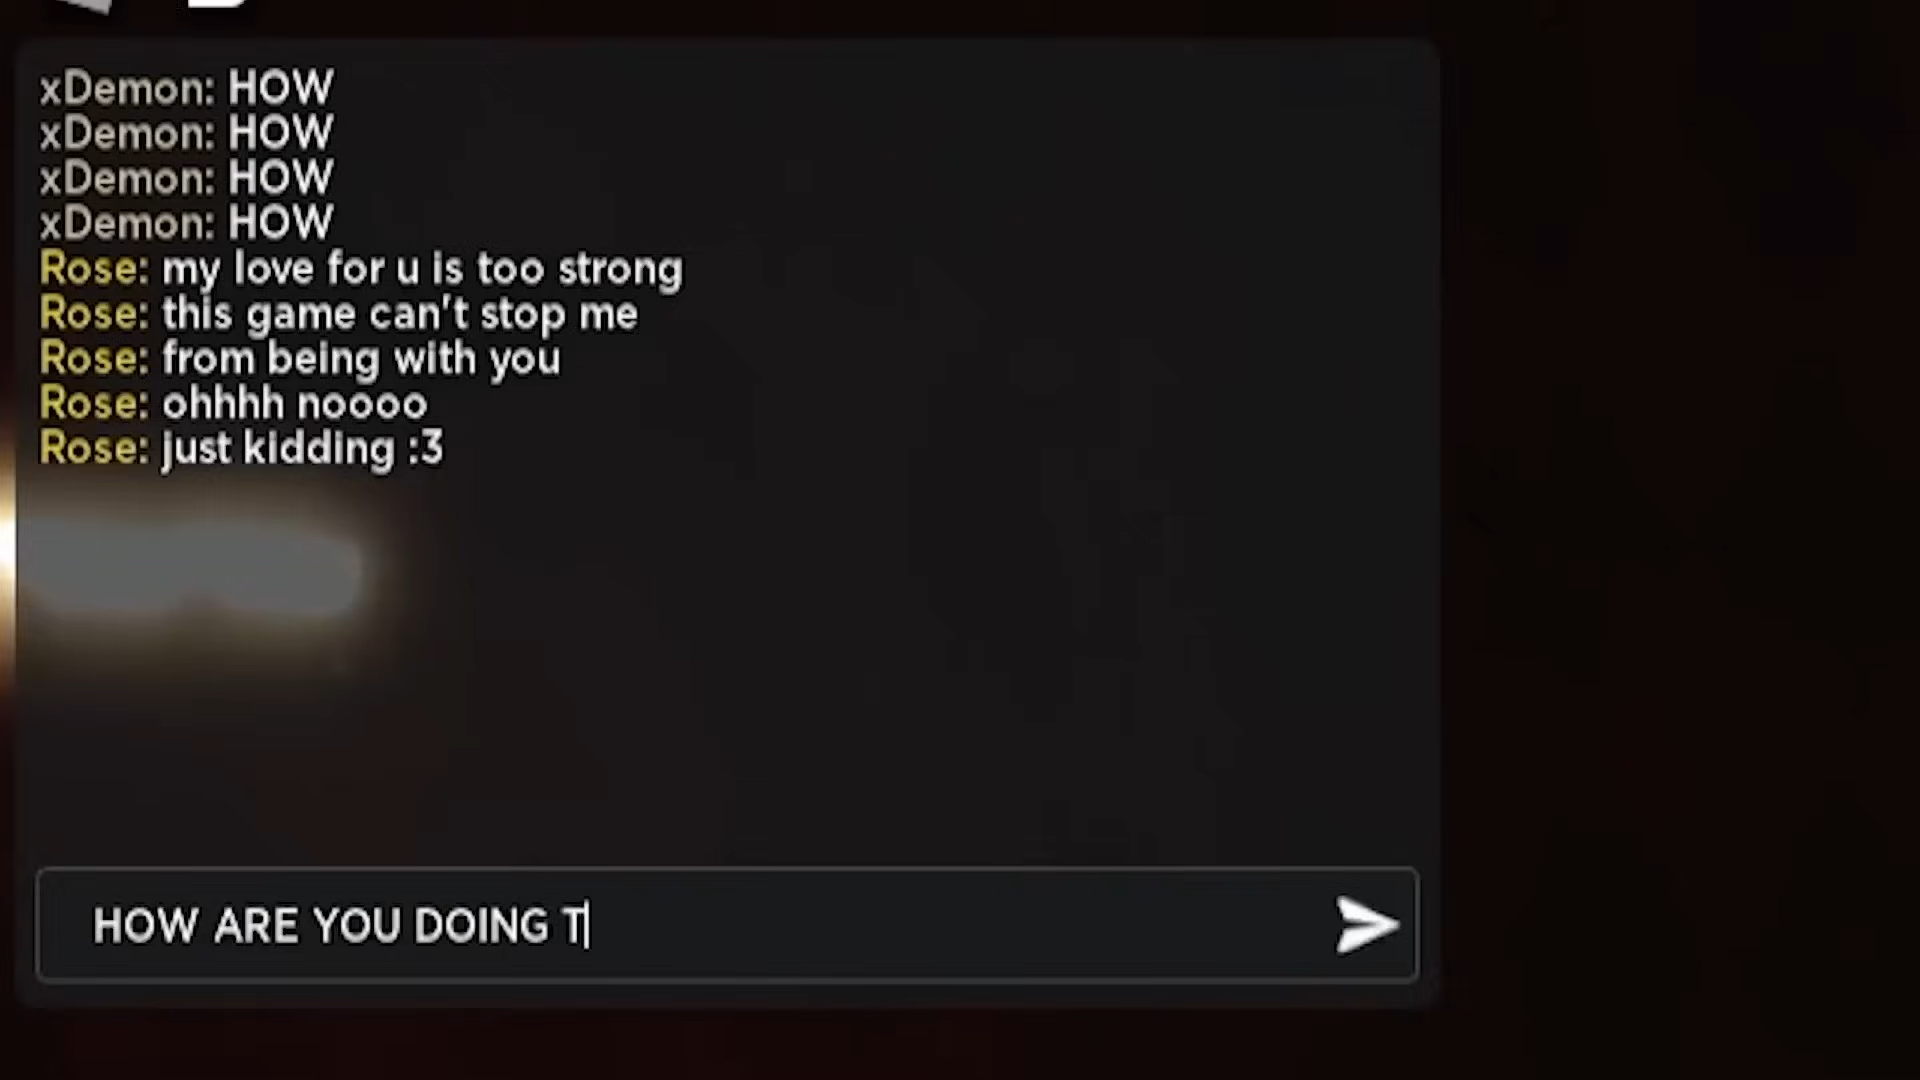 xDemon: HOW
xDemon: HOW
xDemon: HOW
xDemon: HOW
Rose: my love for u is too strong
Rose: this game can't stop me
Rose: from being with you
Rose: ohhhh noooo
Rose: just kidding :3
HOW ARE YOU DOING T